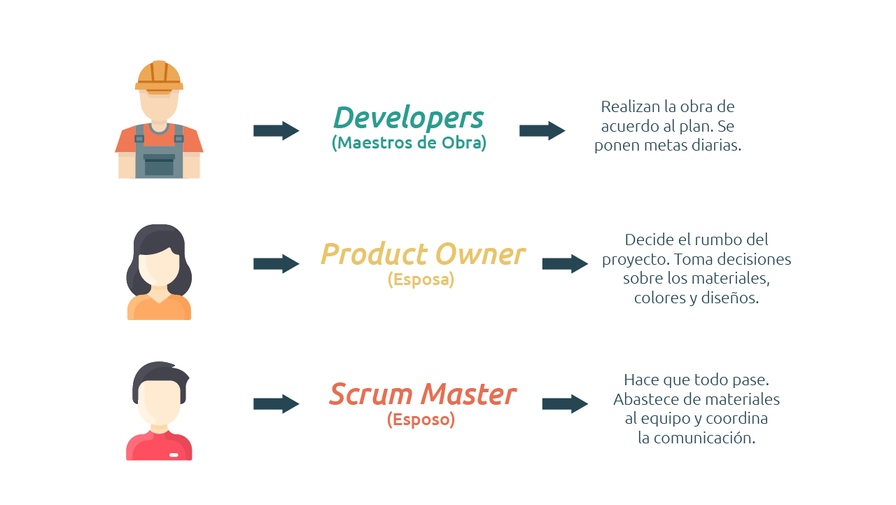 Developers
(Maestros de Obra)
Realizan la obra de
acuerdo al plan. Se
ponen metas diarias.
Product Owner
(Esposa)
Decide el rumbo del
proyecto. Toma decisiones
sobre los materiales,
colores y diseños.
Scrum Master
(Esposo)
Hace que todo pase.
Abastece de materiales
al equipo y coordina
la comunicación.